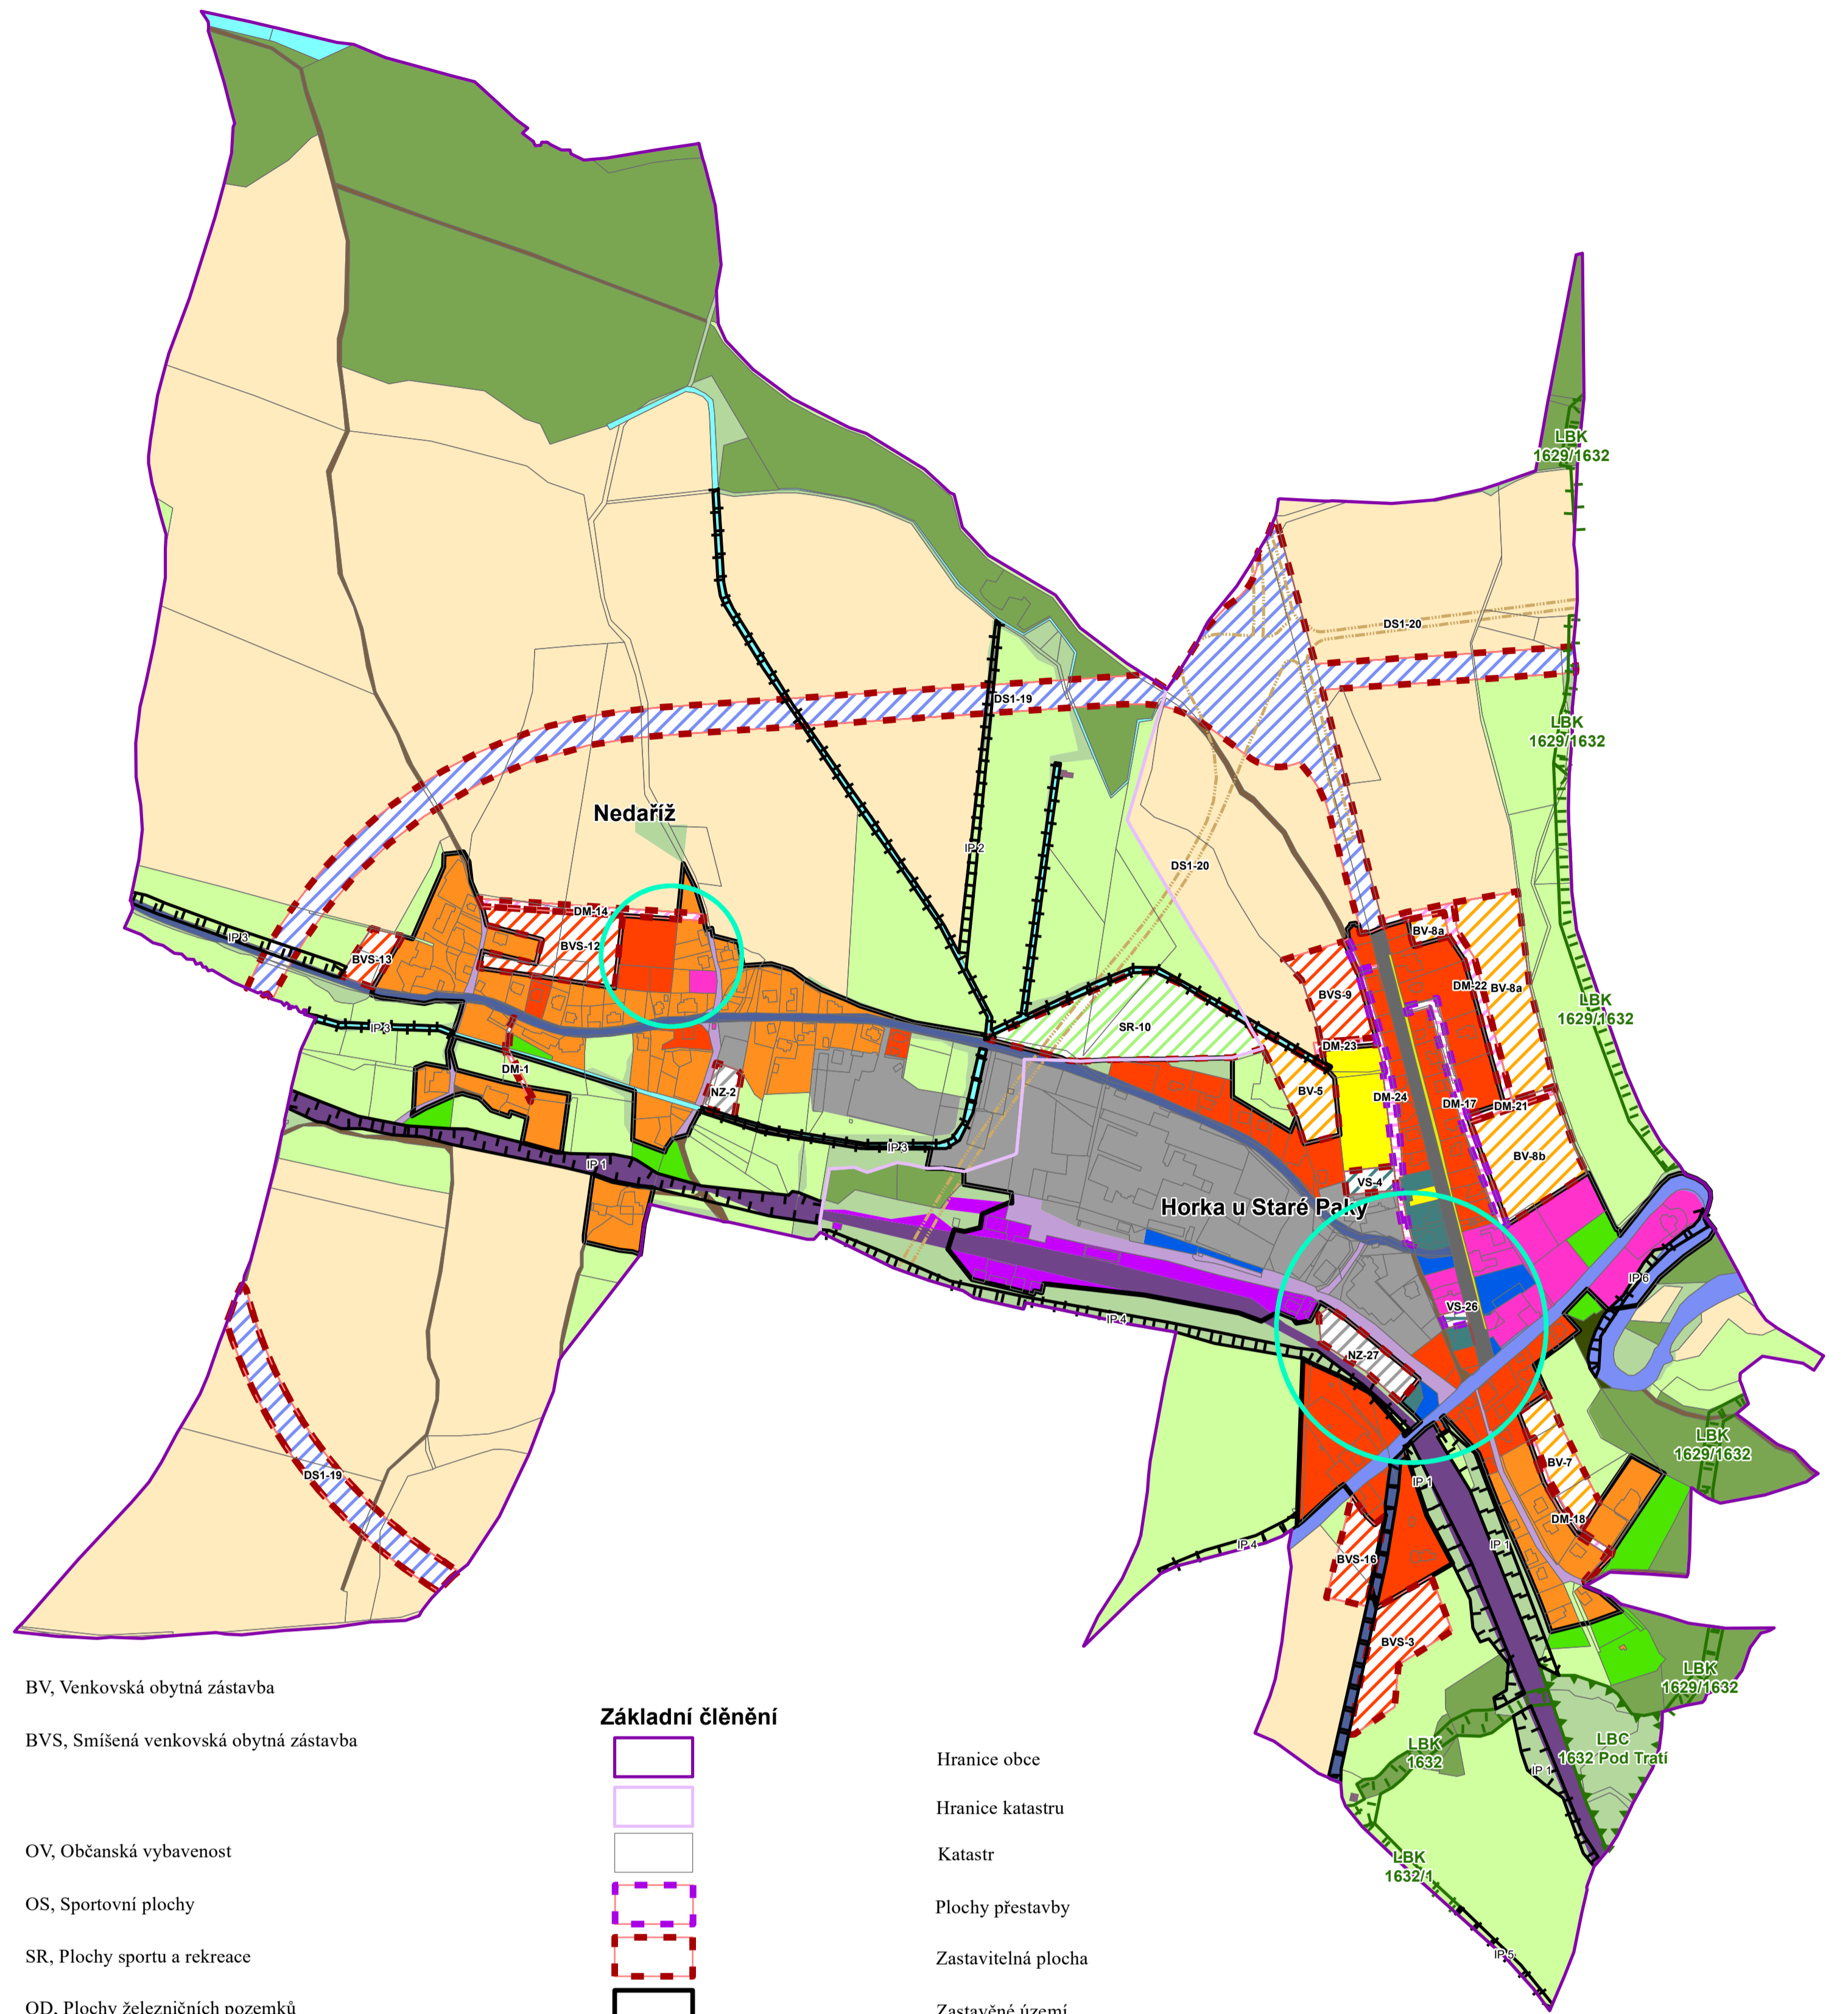 LBK
1629/1632
DS1-20
DS1-19
LBK
1629/1632
Nedaříž
IP 2
DS1-20
DM-14
BV-8a
IP 3
BVS-12
BVS-13
DM-22
BV-8a
BVS-9
LBK
1629/1632
IP 3
SR-10
DM-23
DM-1
NZ-2
BV-5
DM-24
DM-17
DM-21
IP 3
BV-8b
IP 1
VS-4
Horka u Staré Paky
IP 6
VS-26
IP 4
NZ-27
LBK
1629/1632
BV-7
DS1-19
IP 1
DM-18
IP 4
IP 1
BVS-16
BVS-3
LBK
1629/1632
BV, Venkovská obytná zástavba
Základní člěnění
BVS, Smíšená venkovská obytná zástavba
LBC
1632 Pod Tratí
LBK
1632
Hranice obce
IP 1
Hranice katastru
OV, Občanská vybavenost
Katastr
LBK
1632/1
OS, Sportovní plochy
Plochy přestavby
SR, Plochy sportu a rekreace
Zastavitelná plocha
IP 5
OD, Plochy železničních pozemků
Zastavěné území